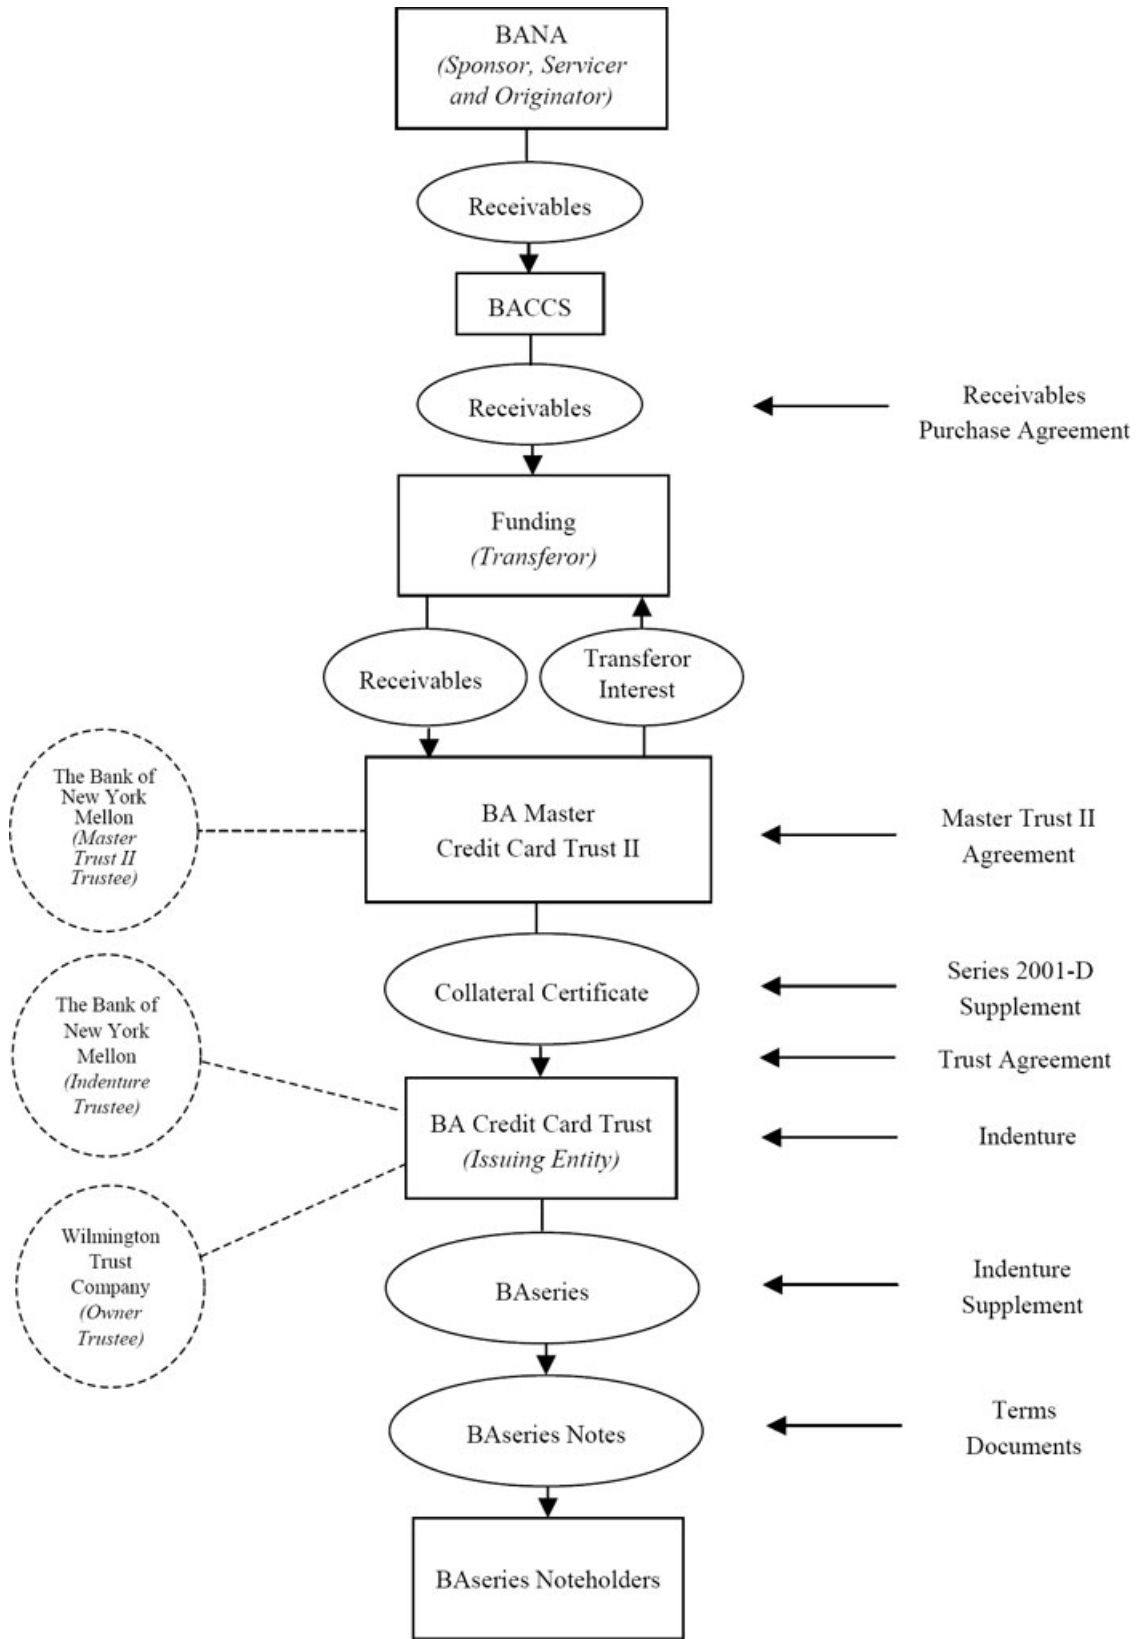 BANA
(Sponsor, Servicer
and Originator)
Receivables
BACCS
Receivables
Receivables
Purchase Agreement
Funding
(Transferor)
Receivables
Transferor
Interest
The Bank of
New York
Mellon
(Master
Trust II
Trustee)
BA Master
Credit Card Trust II
Master Trust II
Agreement
Collateral Certificate
Series 2001-D
Supplement
The Bank of
New York
Mellon
(Indenture
Trustee)
Trust Agreement
BA Credit Card Trust
(Issuing Entity)
Indenture
Wilmington
Trust
Company
(Owner
Trustee)
BAseries
Indenture
Supplement
BAseries Notes
Terms
Documents
BAseries Noteholders